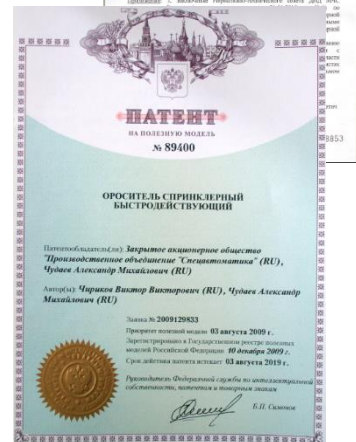 ПАТЕНТ
НА ПОЛЕЗНУЮ МОДЕЛЬ
№ 89400
ОРОСИТЕЛЬ СПРИНКЛЕРНЫЙ
БЫСТРОДЕЙСТВУЮЩИЙ
Патентообладатель(ли): Закрытое акционерное общество
"Производственное объединение "Спецавтоматика" (RU),
Чудаев Александр Михайлович (RU)
Автор(ы): Чириков Виктор Викторович (RU), Чудаев Александр
Михайлович (RU)
Заявка № 2009129833
Приоритет полезной модели 03 августа 2009 г.
Зарегистрировано в Государственном реестре полезных
моделей Российской Федерации 10 декабря 2009 г.
Срок действия патента истекает 03 августа 2019 г.
Руководитель Федеральной службы по интеллектуальной
собственности, патентам и товарным знакам
Б.П. Симонов
8853